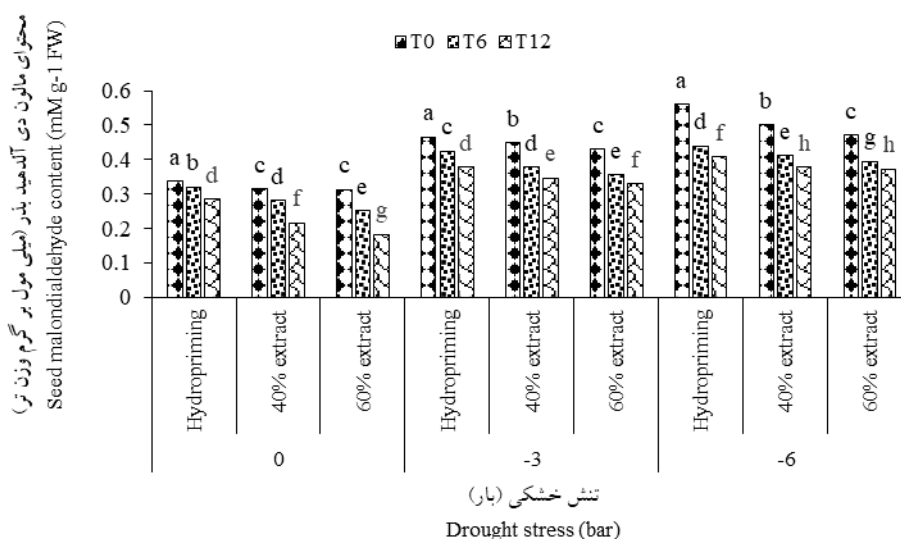 محتوای مالون دی آلدهید بذر (میلی مول بر گرم وزن تر)
Seed malondialdehyde content (mM g-1 FW)
T0 T6 T12
0.6
0.5
0.4
0.3
0.2
0.1
0
a b d c d f c e g a c e b d e c e f a d f b e h c g h
Hydropriming
40% extract
60% extract
Hydropriming
40% extract
60% extract
Hydropriming
40% extract
60% extract
0 -3 -6
تنش خشکی (بار)
Drought stress (bar)